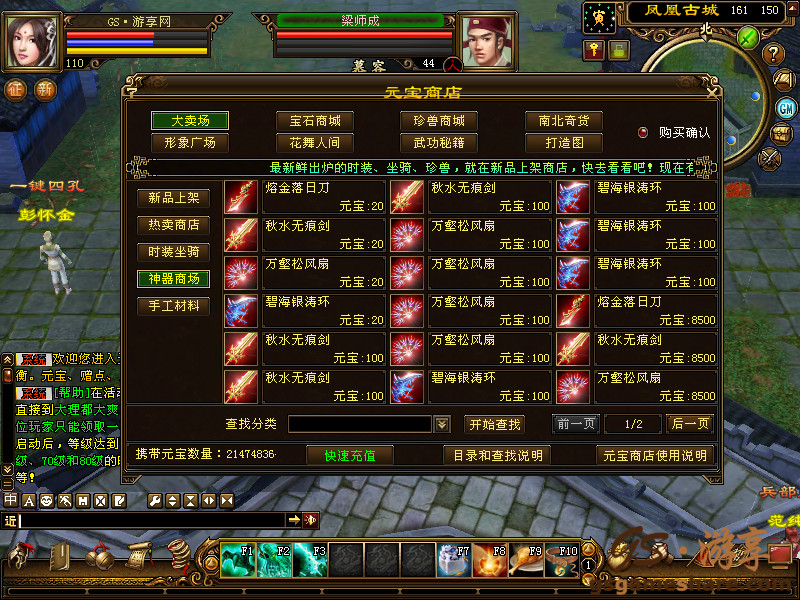 GS·游享网
110
梁师成
慕容 44
凤凰古城 161 150
北
GM
征 新
一键四孔
彭怀金
元宝商店
大卖场 宝石商城 珍兽商城 南北奇货
形象广场 花舞人间 武功秘籍 打造图
购买确认
最新鲜出炉的时装、坐骑、珍兽，就在新品上架商店，快去看看吧！现在有
新品上架
热卖商店
时装坐骑
神器商场
手工材料
熔金落日刀 元宝:20
秋水无痕剑 元宝:100
碧海银涛环 元宝:100
秋水无痕剑 元宝:20
万壑松风扇 元宝:100
碧海银涛环 元宝:100
万壑松风扇 元宝:20
万壑松风扇 元宝:100
碧海银涛环 元宝:100
碧海银涛环 元宝:20
万壑松风扇 元宝:100
熔金落日刀 元宝:8500
秋水无痕剑 元宝:100
万壑松风扇 元宝:100
秋水无痕剑 元宝:8500
秋水无痕剑 元宝:100
碧海银涛环 元宝:100
万壑松风扇 元宝:8500
查找分类 开始查找 前一页 1/2 后一页
携带元宝数量：21474836 快速充值 目录和查找说明 元宝商店使用说明
系统 欢迎您进入
衡。元宝、赠点、
系统 [帮助]在活
直接到大理都大爽
位玩家只能领取一
启动后，等级达到
级、70级和80级的
等！
中 A
近
F1 F2 F3 F7 F8 F9 F10
1
兵部
范纯
GS·游享